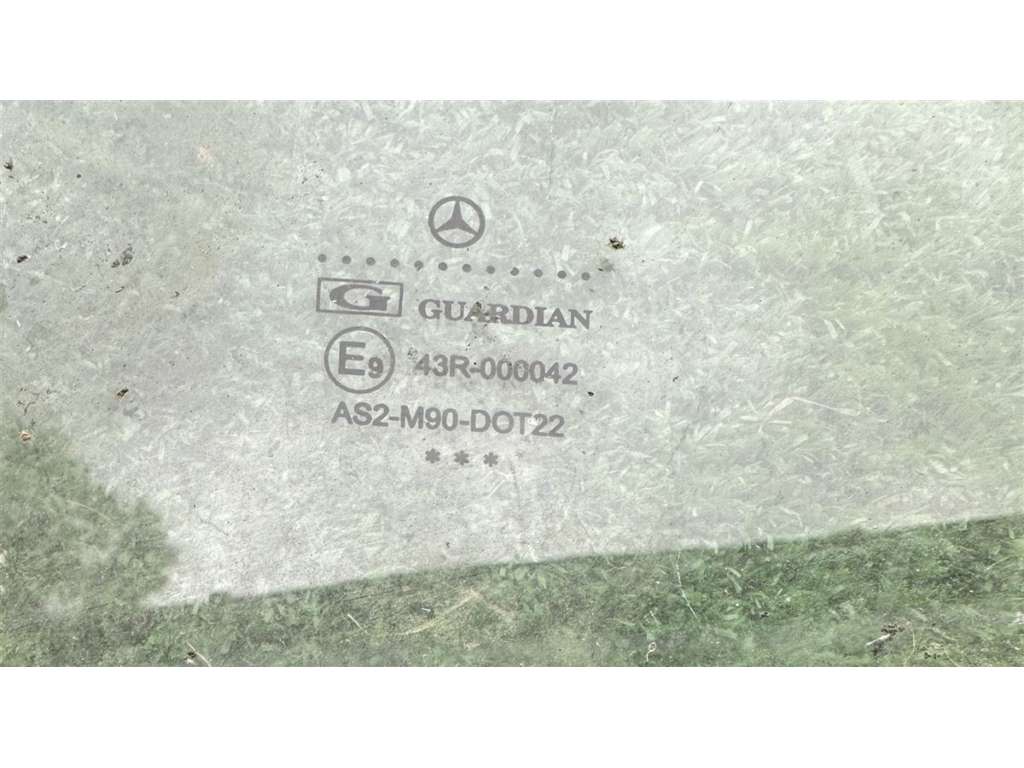 G GUARDIAN
E9 43R-000042
AS2-M90-DOT22
***